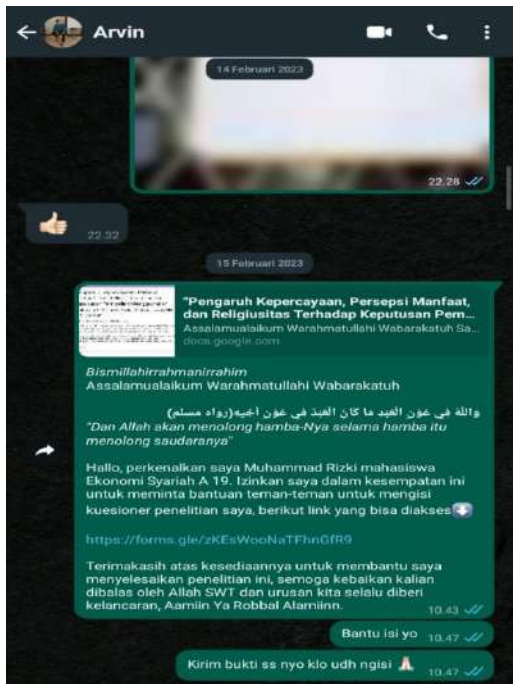 Arvin
14 Februari 2023
22.28
22.32
15 Februari 2023
"Pengaruh Kepercayaan, Persepsi Manfaat,
dan Religiusitas Terhadap Keputusan Pem...
Assalamualaikum Warahmatullahi Wabarakatuh Sa...
docs.google.com
Bismillahirrahmanirrahim
Assalamualaikum Warahmatullahi Wabarakatuh
واللّٰه في عون العبد ما كان العبد في عون أخيه(رواه مسلم)
"Dan Allah akan menolong hamba-Nya selama hamba itu
menolong saudaranya"
Hallo, perkenalkan saya Muhammad Rizki mahasiswa
Ekonomi Syariah A 19. Izinkan saya dalam kesempatan ini
untuk meminta bantuan teman-teman untuk mengisi
kuesioner penelitian saya, berikut link yang bisa diakses⬇️
https://forms.gle/zKEsWooNaTFhnGfR9
Terimakasih atas kesediaannya untuk membantu saya
menyelesaikan penelitian ini, semoga kebaikan kalian
dibalas oleh Allah SWT dan urusan kita selalu diberi
kelancaran, Aamiin Ya Robbal Alamiinn.
10.43
Bantu isi yo 10.47
Kirim bukti ss nyo klo udh ngisi 🙏🏻 10.47